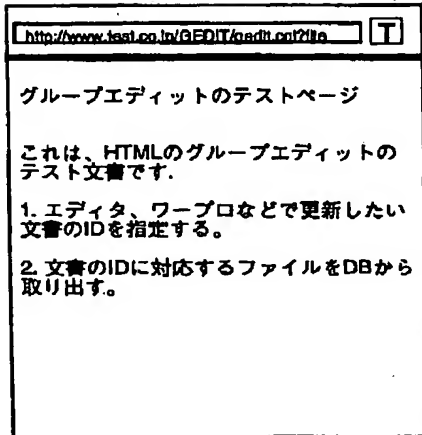 http://www.test.co.jp/GEDIT/gedit.cgi?file
T
グループエディットのテストページ
これは、HTMLのグループエディットの
テスト文書です.
1. エディタ、ワープロなどで更新したい
文書のIDを指定する。
2. 文書のIDに対応するファイルをDBから
取り出す。